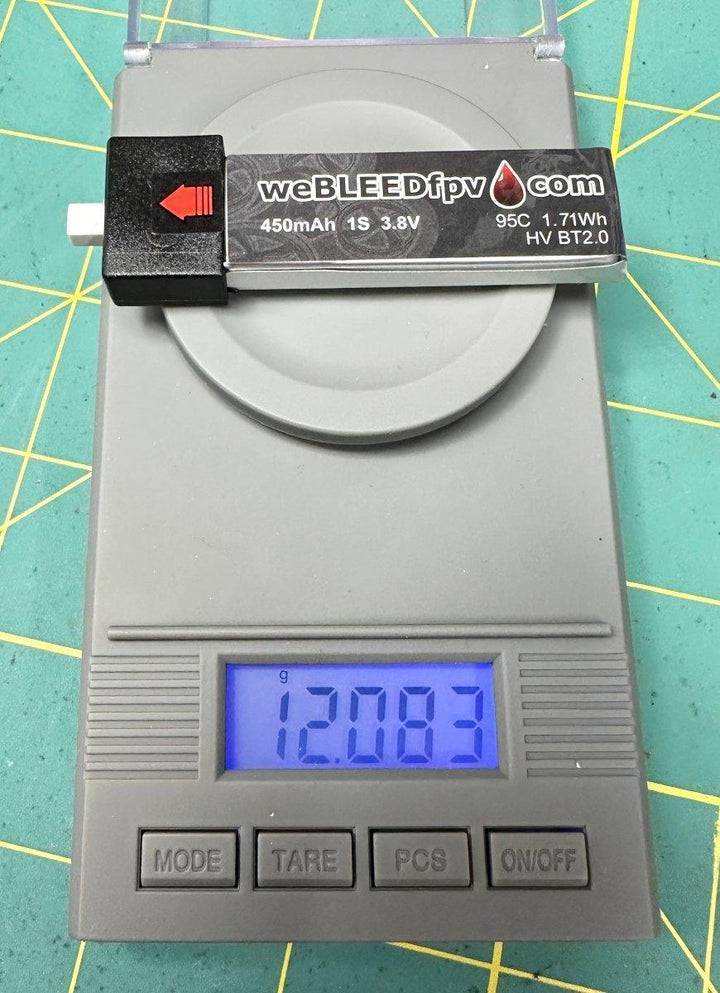 weBLEEDfpv com
450mAh 1S 3.8V
95C 1.71Wh
HV BT2.0
g
12.083
MODE
TARE
PCS
ON/OFF